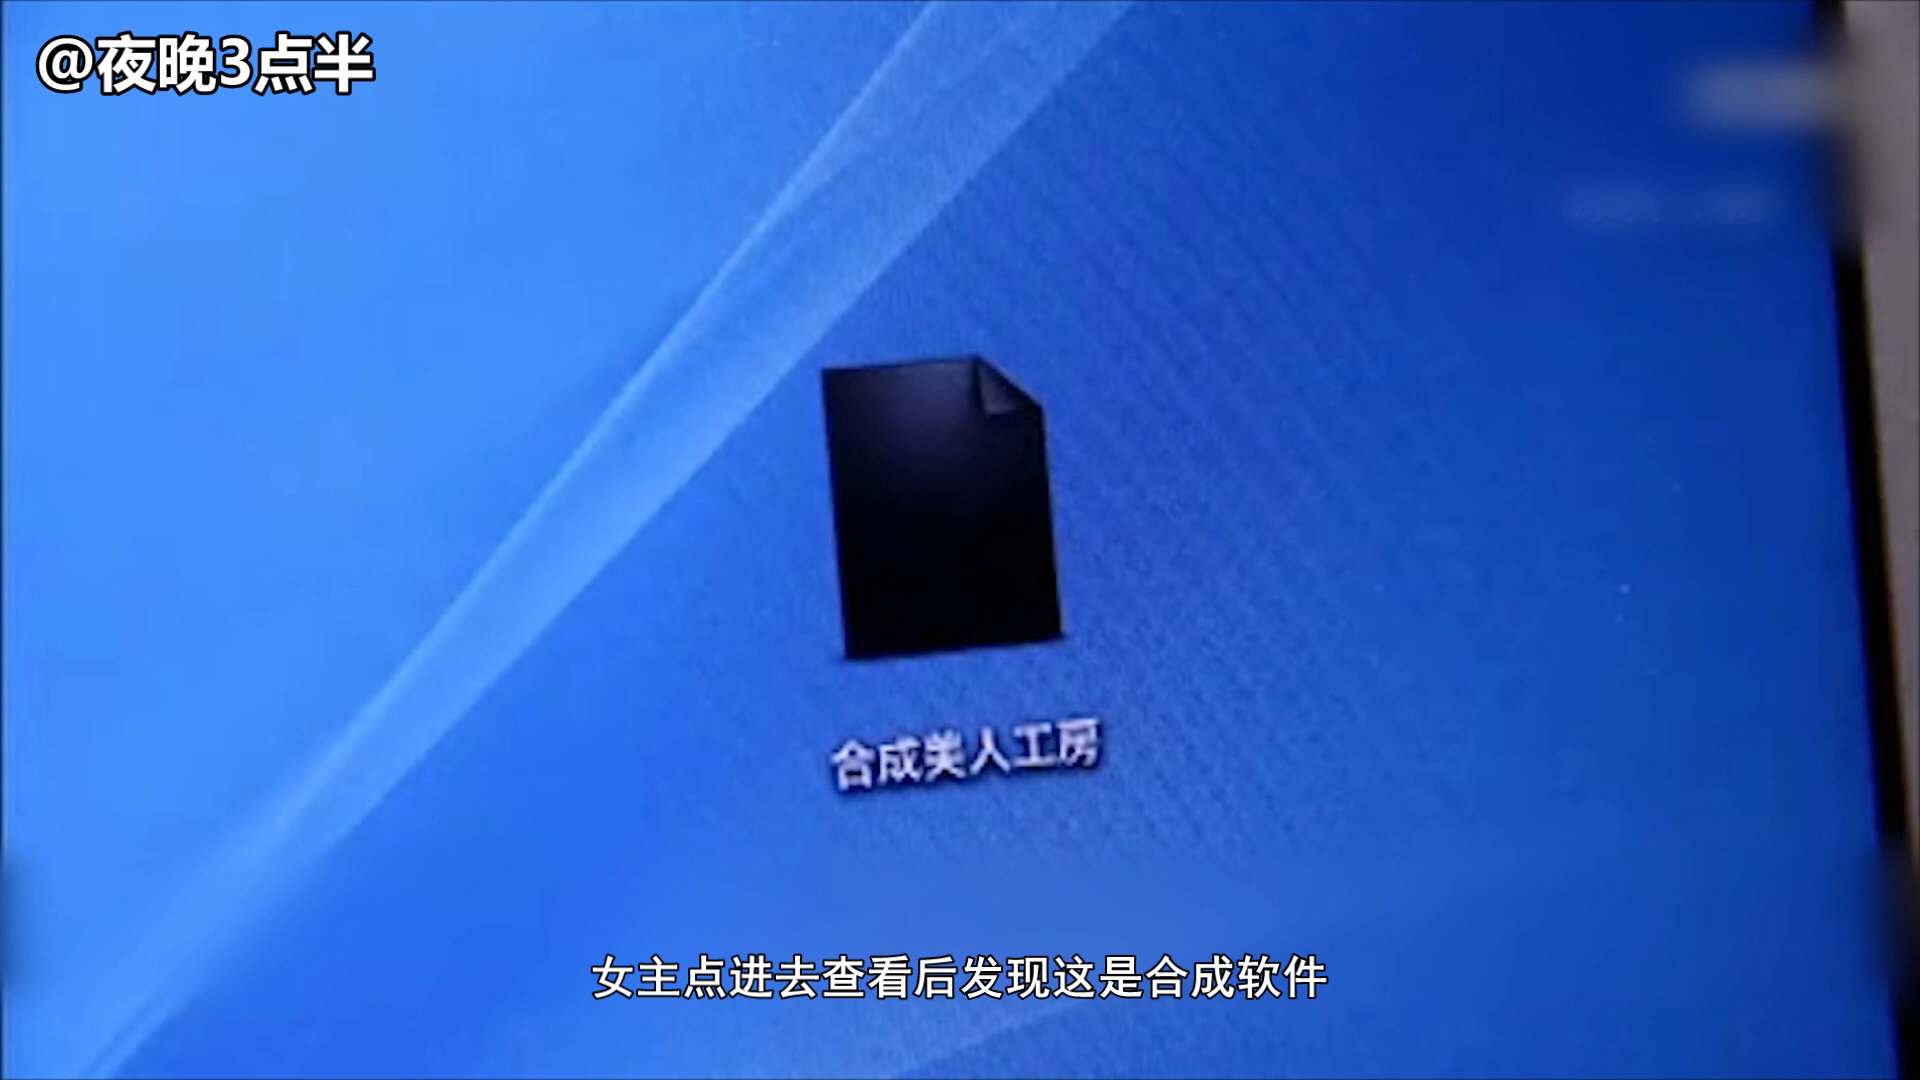 @夜晚3点半
合成美人工房
女主点进去查看后发现这是合成软件